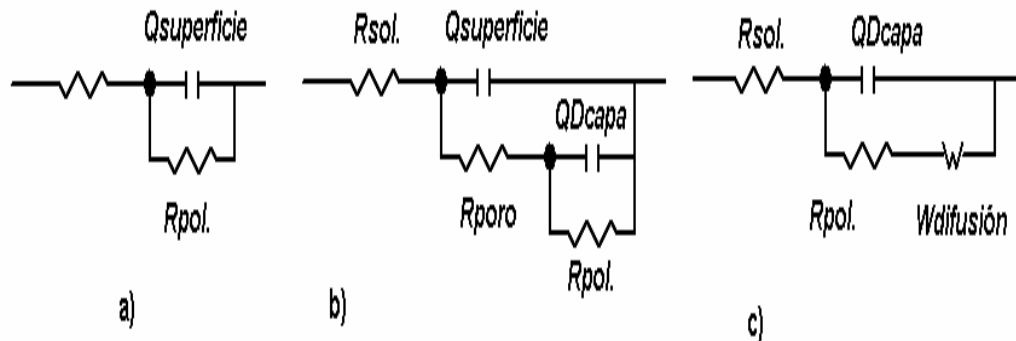 Qsuperficie
Rpol.
a)
Rsol.
Qsuperficie
QDcapa
Rporo
Rpol.
b)
Rsol.
QDcapa
Rpol.
Wdifusión
c)